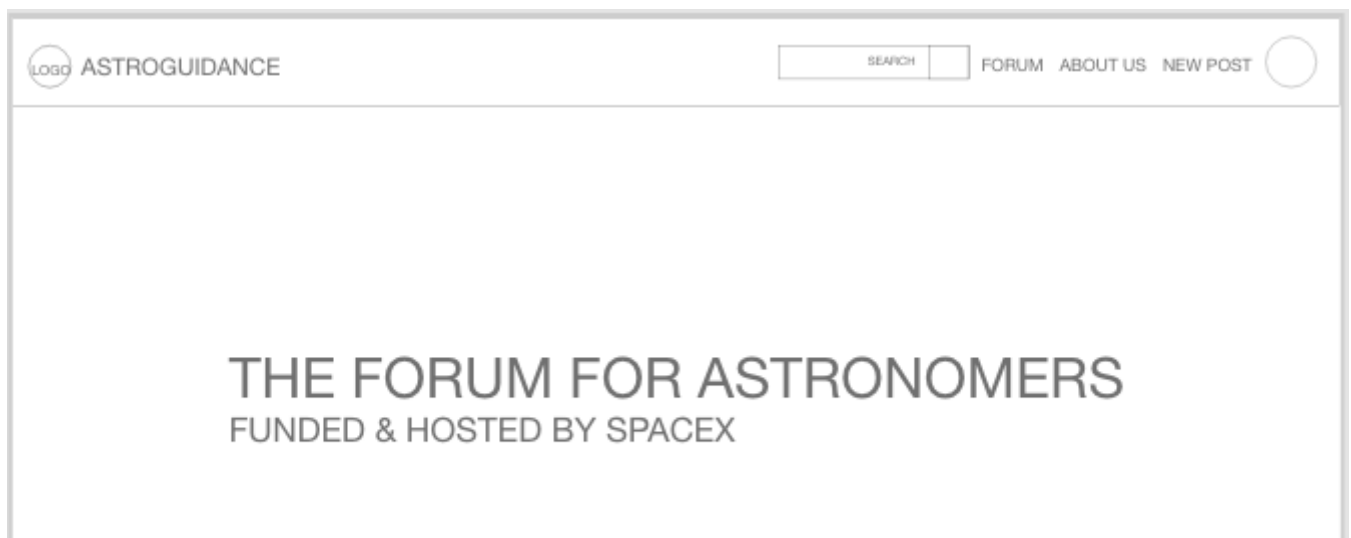 LOGO ASTROGUIDANCE SEARCH FORUM ABOUT US NEW POST
THE FORUM FOR ASTRONOMERS
FUNDED & HOSTED BY SPACEX